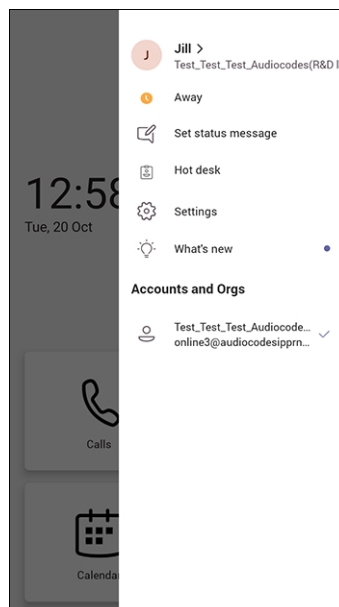 J
Jill >
Test_Test_Test_Audiocodes(R&D
Away
Set status message
Hot desk
Settings
What's new
Accounts and Orgs
Test_Test_Test_Audiocode...
online3@audiocodesipprn...
12:58
Tue, 20 Oct
Calls
Calenda